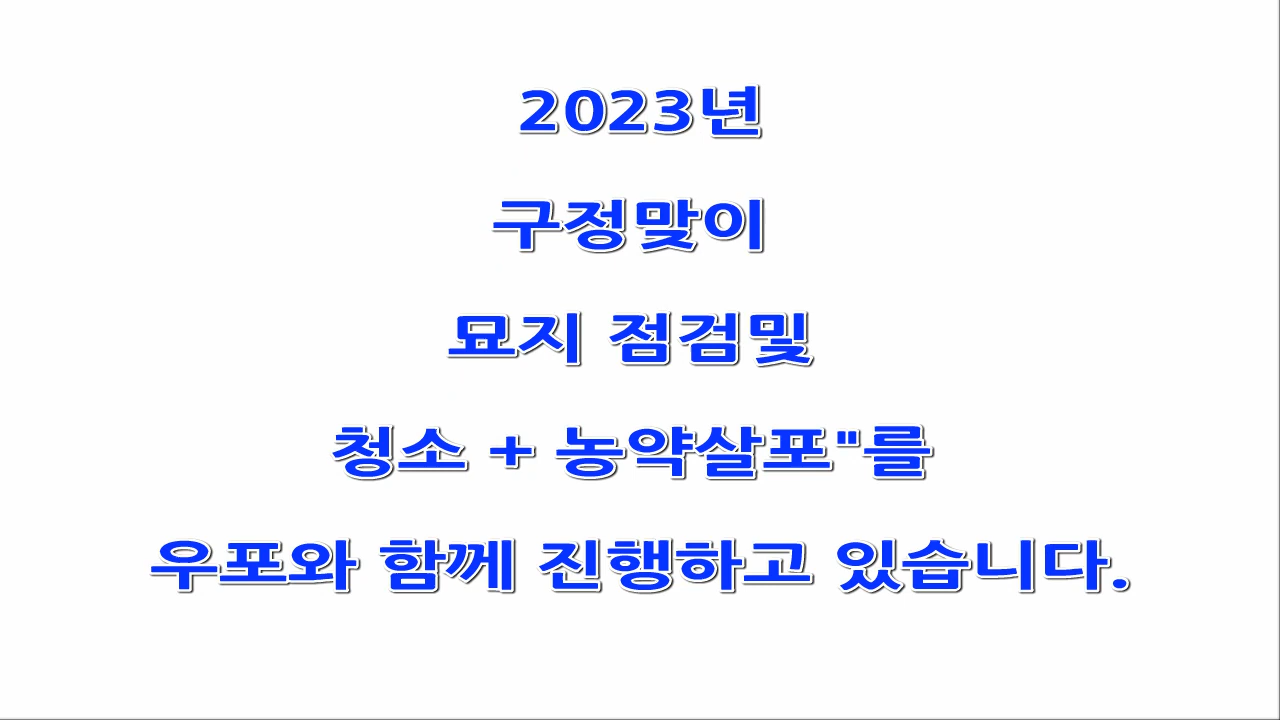 2023년
구정맞이
묘지 점검및
청소 + 농약살포"를
우포와 함께 진행하고 있습니다.